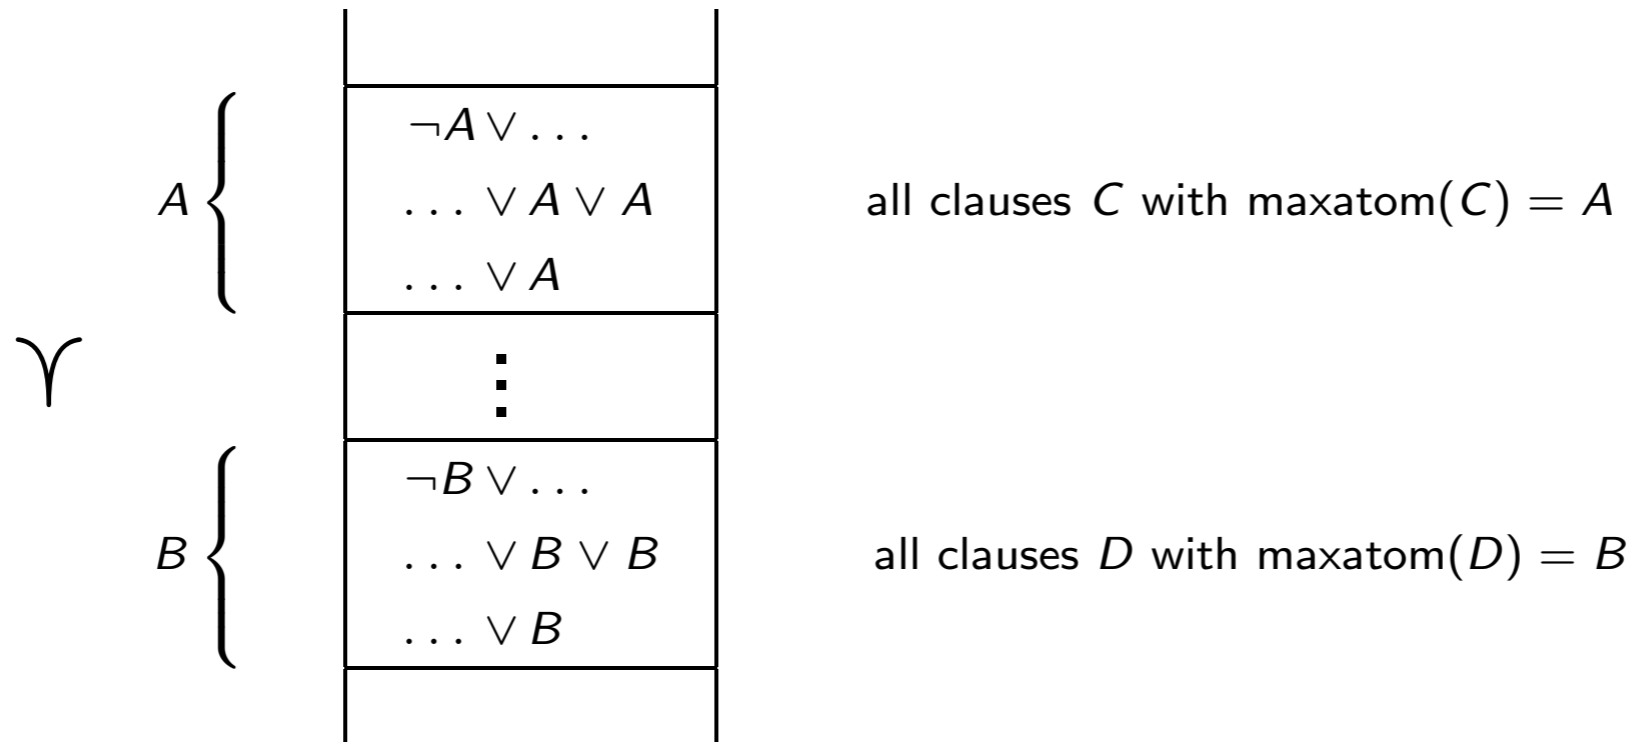 ¬A ∨ . . .
A . . . ∨ A ∨ A all clauses C with maxatom(C) = A
. . . ∨ A
≻
⋮
¬B ∨ . . .
B . . . ∨ B ∨ B all clauses D with maxatom(D) = B
. . . ∨ B